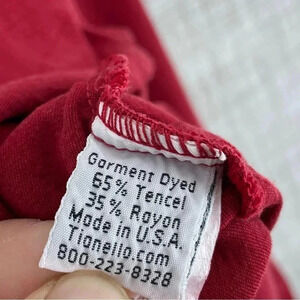 Garment Dyed
65% Tencel
35% Rayon
Made in U.S.A.
Tianello.com
800-223-8328